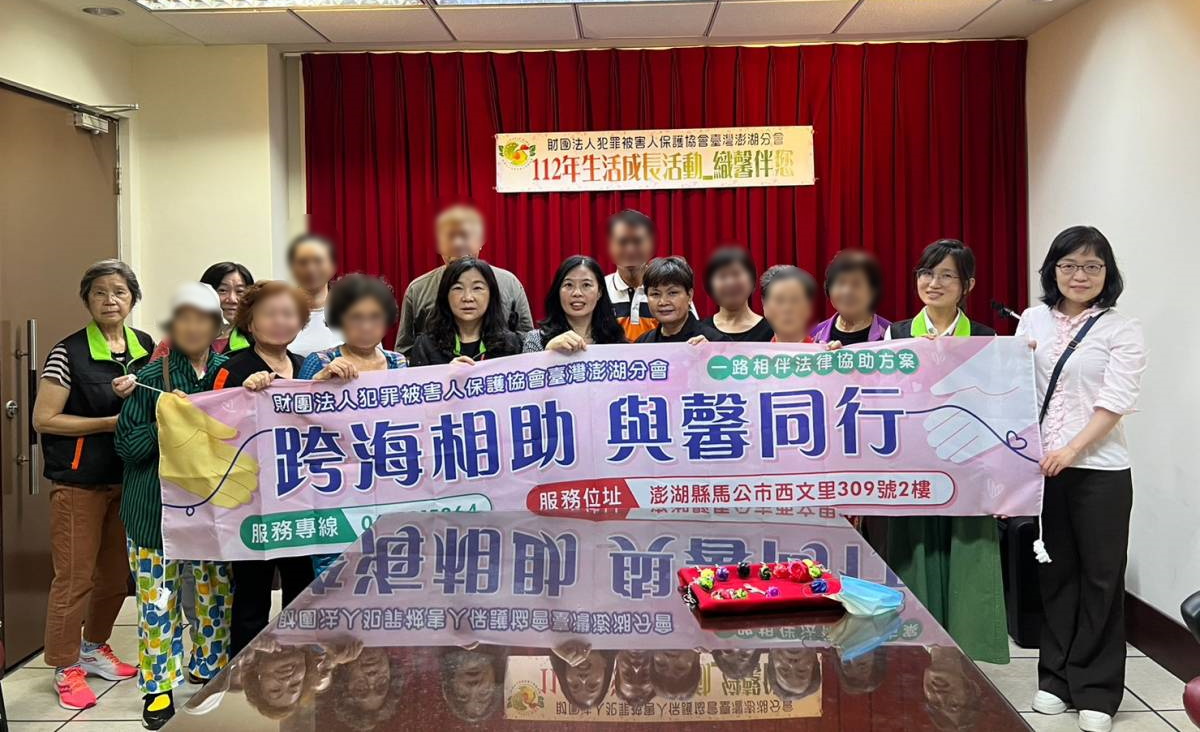 財團法人犯罪被害人保護協會臺灣澎湖分會
112年生活成長活動_織馨伴您
財團法人犯罪被害人保護協會臺灣澎湖分會
一路相伴法律協助方案
跨海相助 與馨同行
服務專線
服務位址 澎湖縣馬公市西文里309號2樓